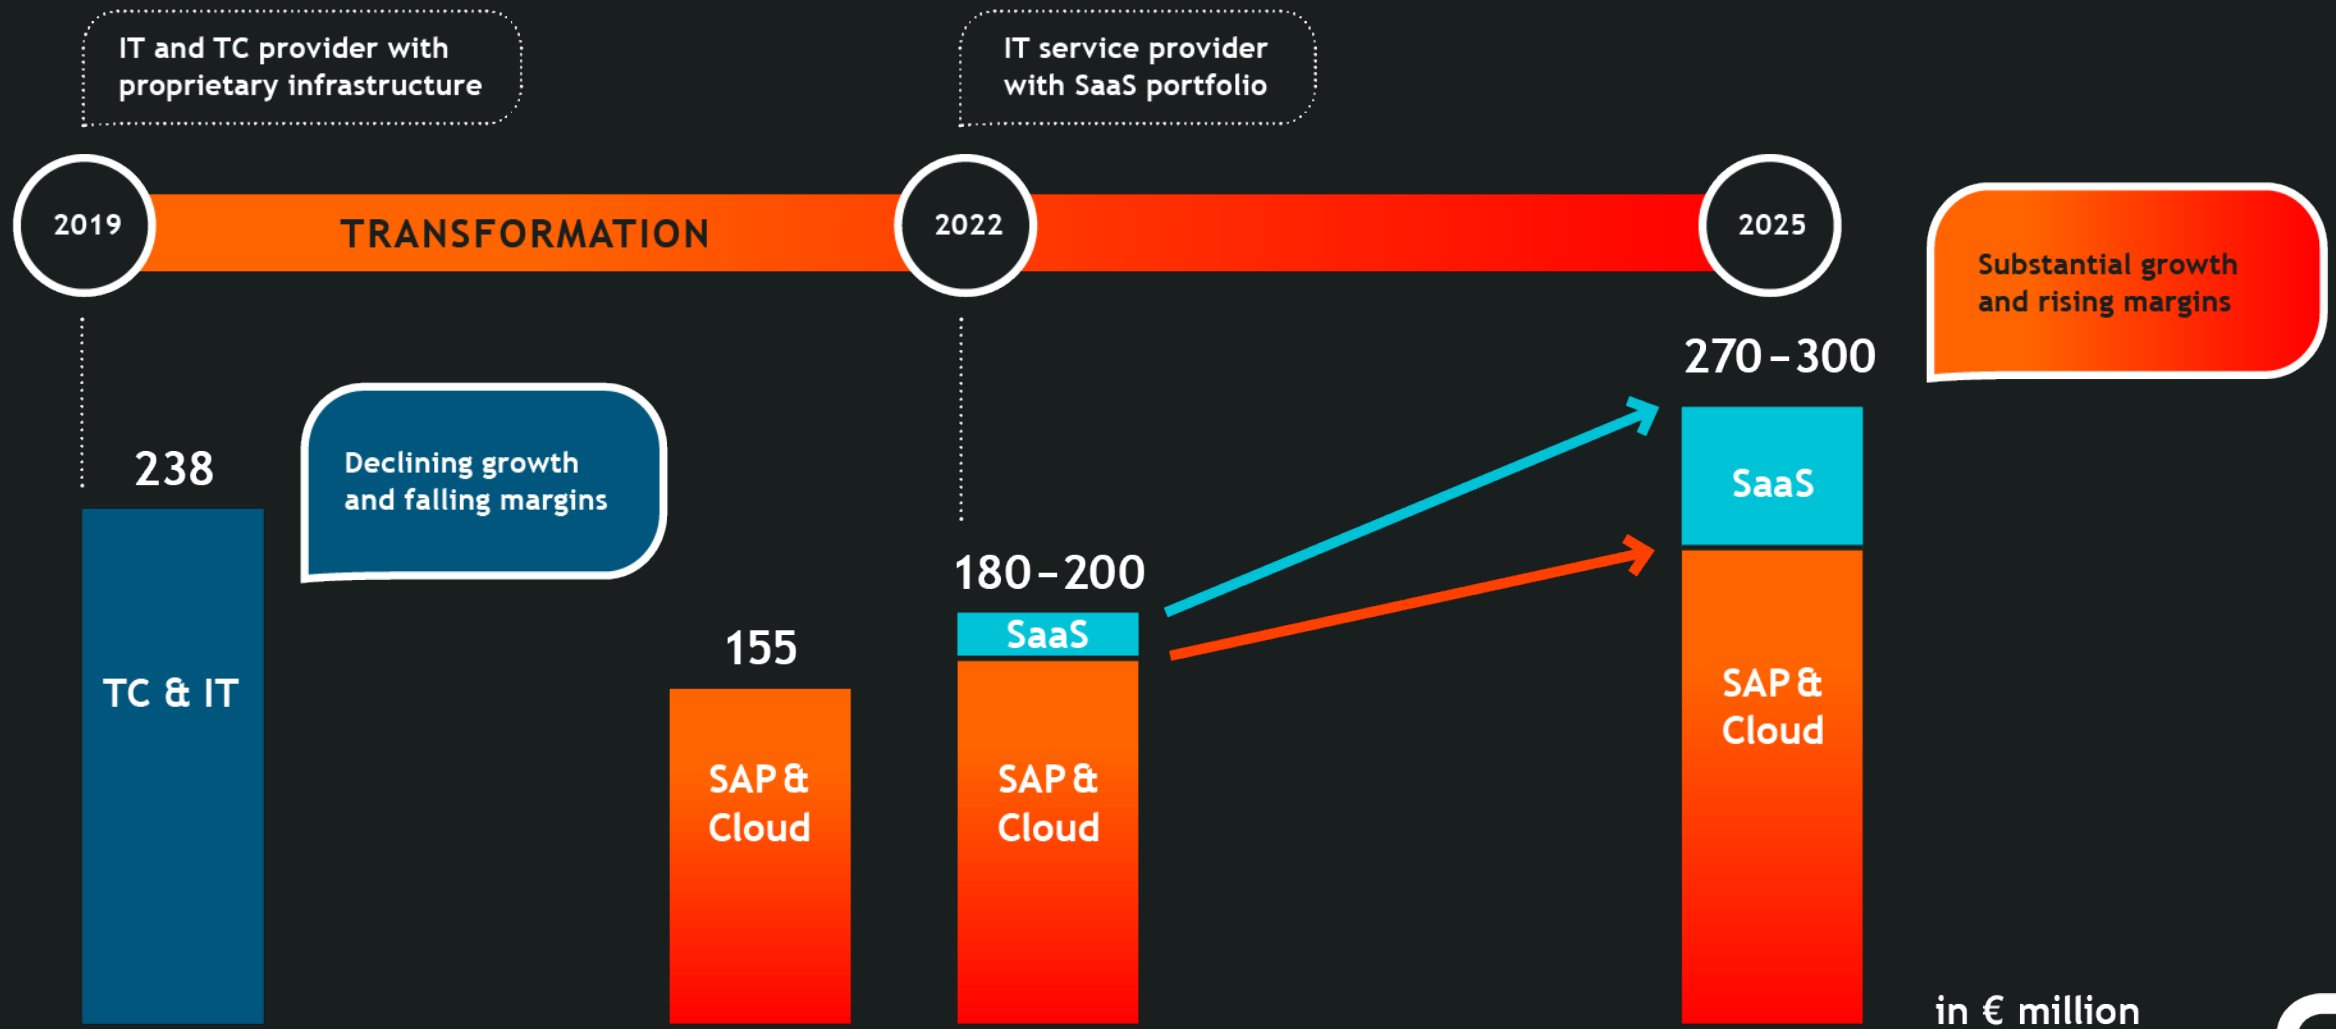 IT and TC provider with
proprietary infrastructure
IT service provider
with SaaS portfolio
2019
TRANSFORMATION
2022
2025
Substantial growth
and rising margins
238
TC & IT
Declining growth
and falling margins
155
SAP &
Cloud
180–200
SaaS
SAP &
Cloud
270–300
SaaS
SAP &
Cloud
in € million